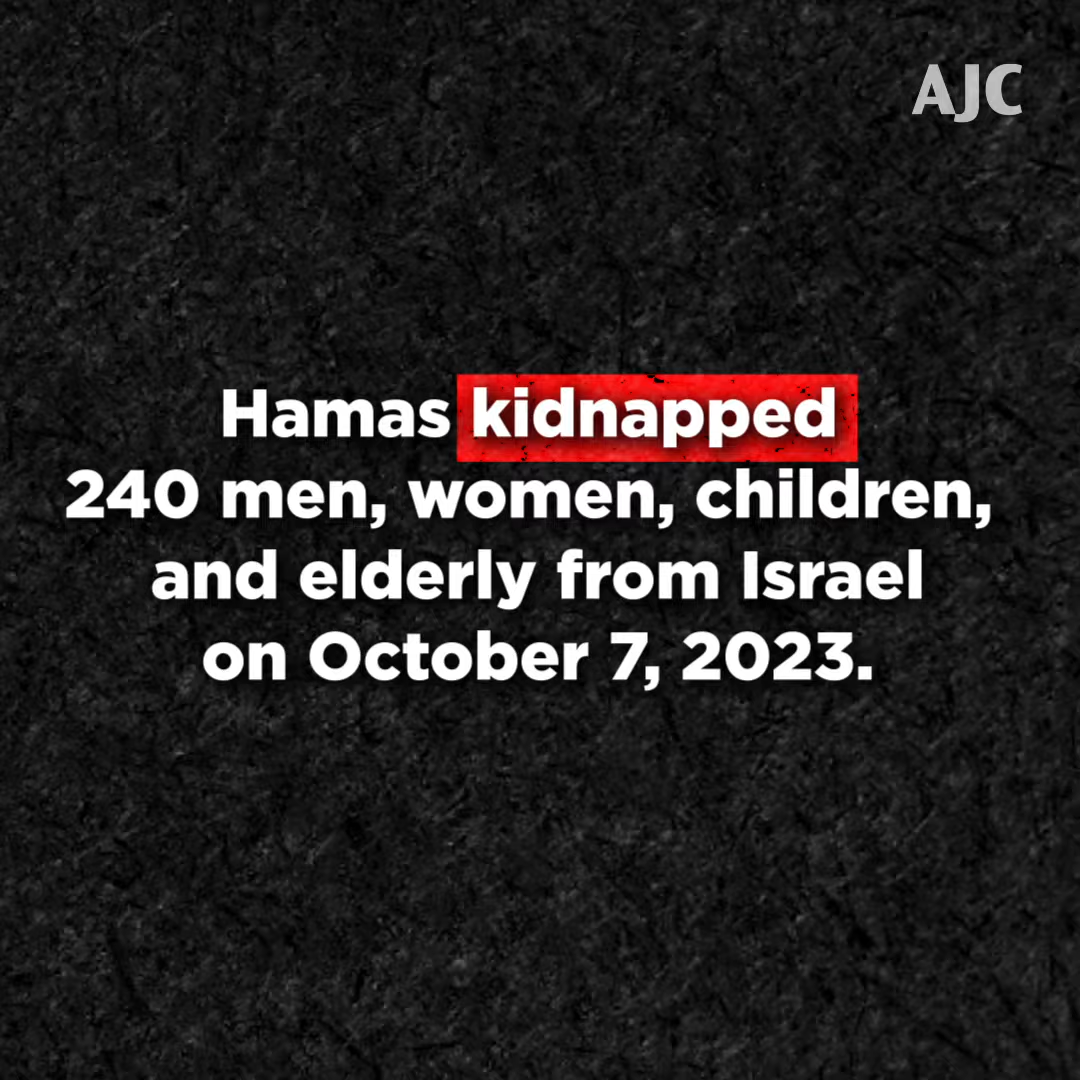 AJC
Hamas kidnapped
240 men, women, children,
and elderly from Israel
on October 7, 2023.